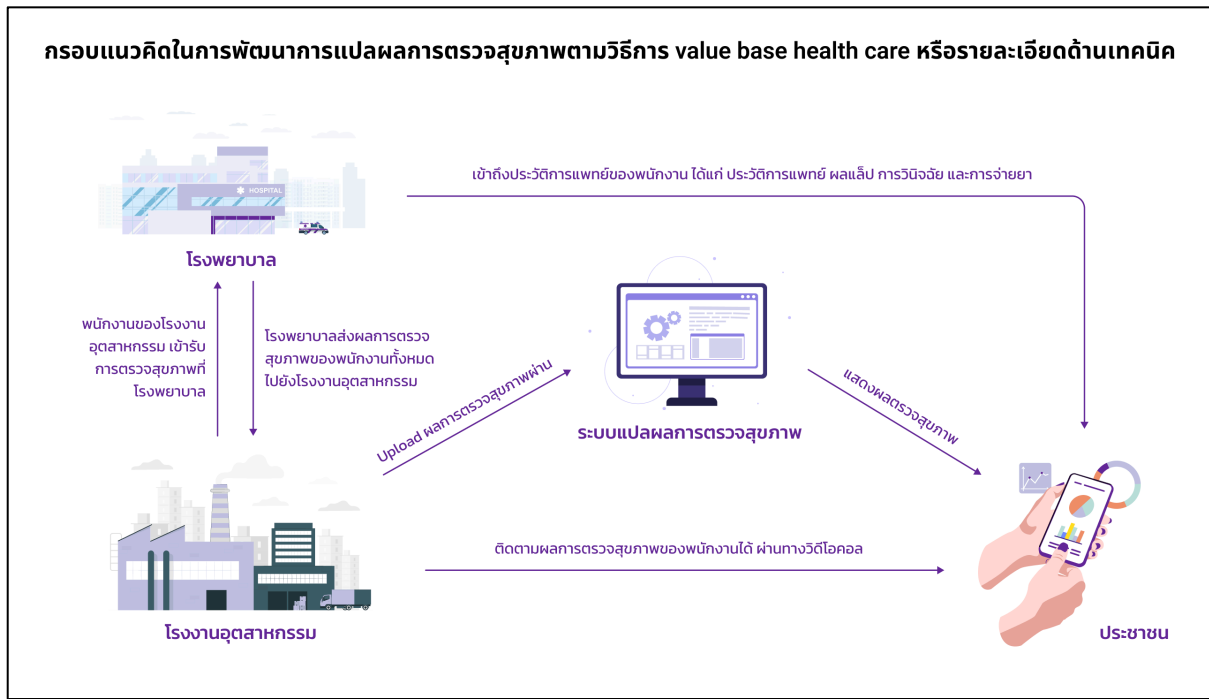 กรอบแนวคิดในการพัฒนาการแปลผลการตรวจสุขภาพตามวิธีการ value base health care หรือรายละเอียดด้านเทคนิค
เข้าถึงประวัติการแพทย์ของพนักงาน ได้แก่ ประวัติการแพทย์ ผลแล็ป การวินิจฉัย และการจ่ายยา
HOSPITAL
โรงพยาบาล
พนักงานของโรงงาน
อุตสาหกรรม เข้ารับ
การตรวจสุขภาพที่
โรงพยาบาล
โรงพยาบาลส่งผลการตรวจ
สุขภาพของพนักงานทั้งหมด
ไปยังโรงงานอุตสาหกรรม
Upload ผลการตรวจสุขภาพผ่าน
ระบบแปลผลการตรวจสุขภาพ
แสดงผลตรวจสุขภาพ
ติดตามผลการตรวจสุขภาพของพนักงานได้ ผ่านทางวิดีโอคอล
โรงงานอุตสาหกรรม
ประชาชน